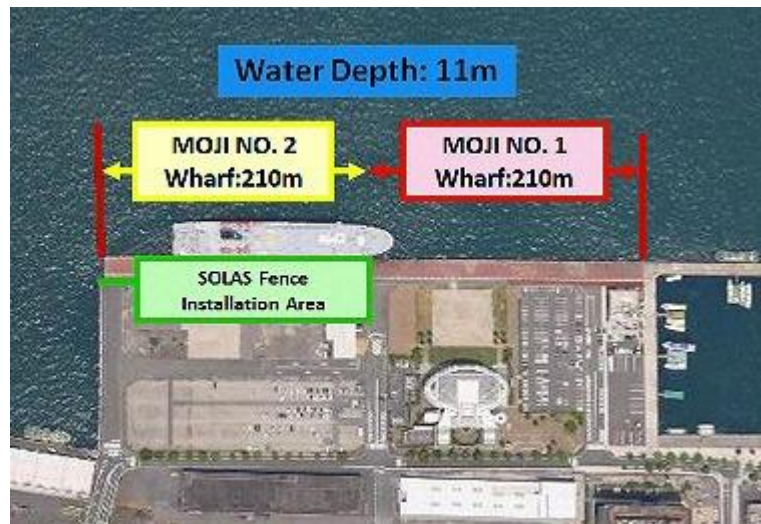 Water Depth: 11m
MOJI NO. 2
Wharf:210m
MOJI NO. 1
Wharf:210m
SOLAS Fence
Installation Area